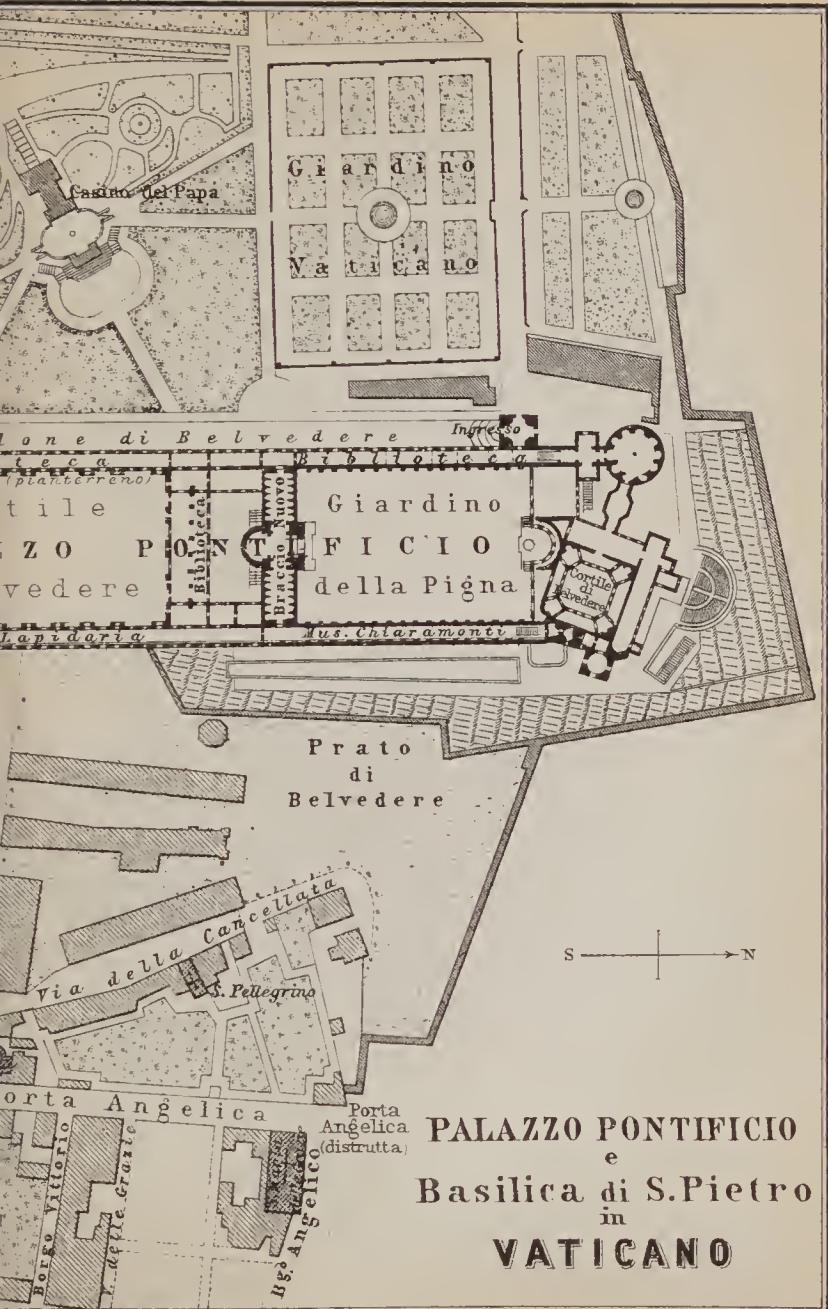 Casino del Papa
Giardino
Vaticano
lone di Belvedere
Ingresso
teca
Biblioteca
(pianterreno)
tile
Giardino
ZZO PONTIFICIO
vedere
della Pigna
Biblioteca
Braccio Nuovo
Cortile
di
Belvedere
Lapidaria
Mus. Chiaramonti
Prato
di
Belvedere
Via della Cancellata
S. Pellegrino
S N
orta Angelica
Porta
Angelica
(distrutta)
Borgo Vittorio
V. delle Grazie
Bgo. Angelico
PALAZZO PONTIFICIO
e
Basilica di S. Pietro
in
VATICANO